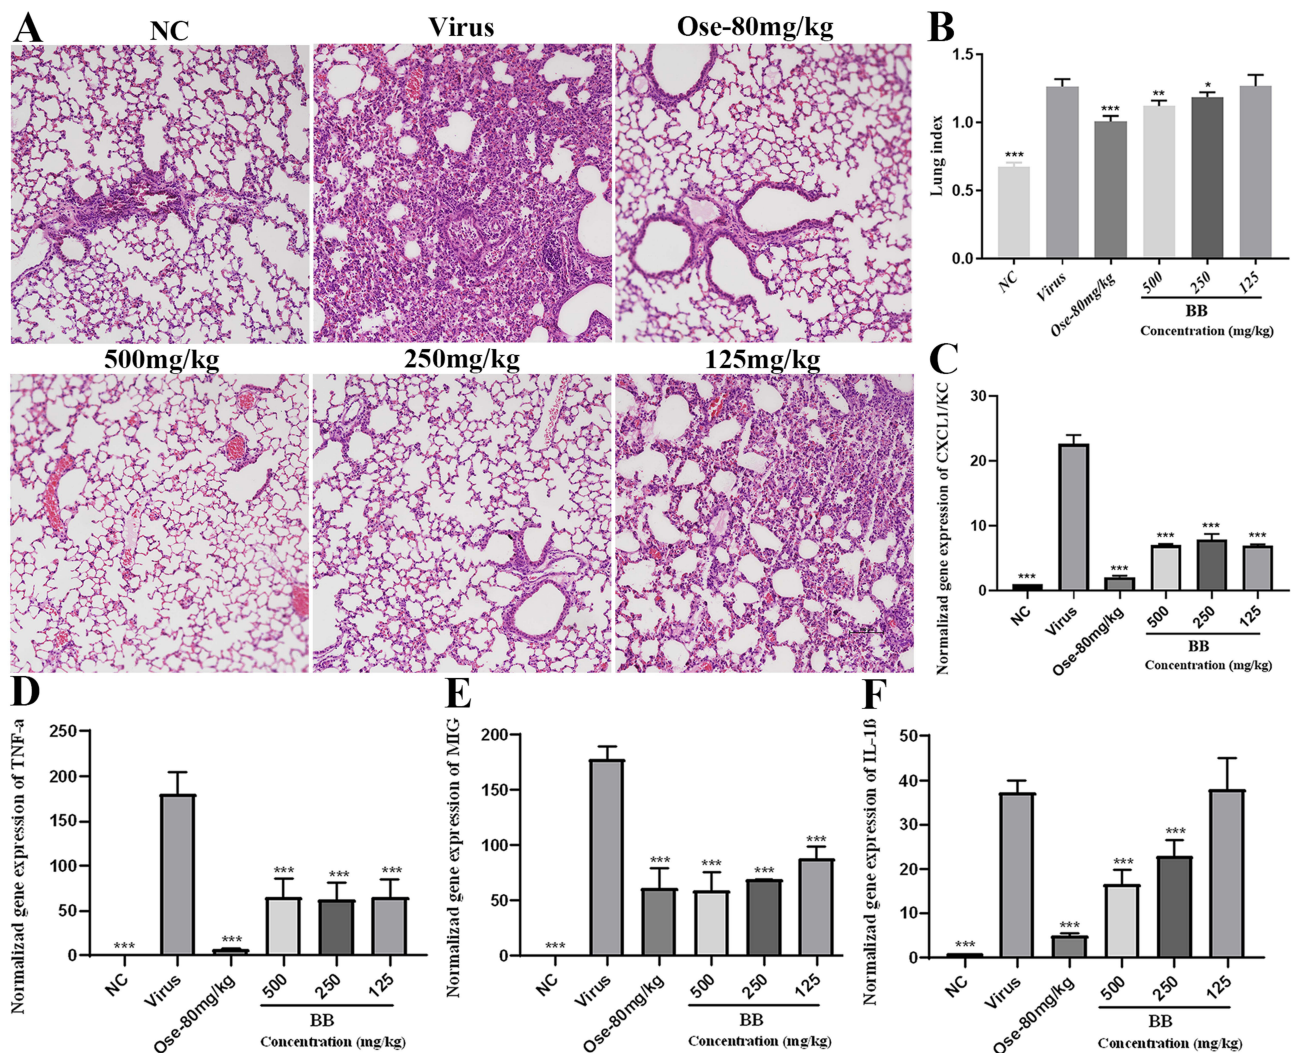 A
NC
Virus
Ose-80mg/kg
500mg/kg
250mg/kg
125mg/kg
B
Lung index
1.5
1.0
0.5
0.0
***
***
**
*
NC
Virus
Ose-80mg/kg
500
250
125
BB
Concentration (mg/kg)
C
Normalizad gene expression of CXCL1/KC
30
20
10
0
***
***
***
***
***
NC
Virus
Ose-80mg/kg
500
250
125
BB
Concentration (mg/kg)
D
Normalizad gene expression of TNF-a
250
200
150
100
50
0
***
***
***
***
***
NC
Virus
Ose-80mg/kg
500
250
125
BB
Concentration (mg/kg)
E
Normalizad gene expression of MIG
200
150
100
50
0
***
***
***
***
***
NC
Virus
Ose-80mg/kg
500
250
125
BB
Concentration (mg/kg)
F
Normalizad gene expression of IL-1ß
50
40
30
20
10
0
***
***
***
***
NC
Virus
Ose-80mg/kg
500
250
125
BB
Concentration (mg/kg)